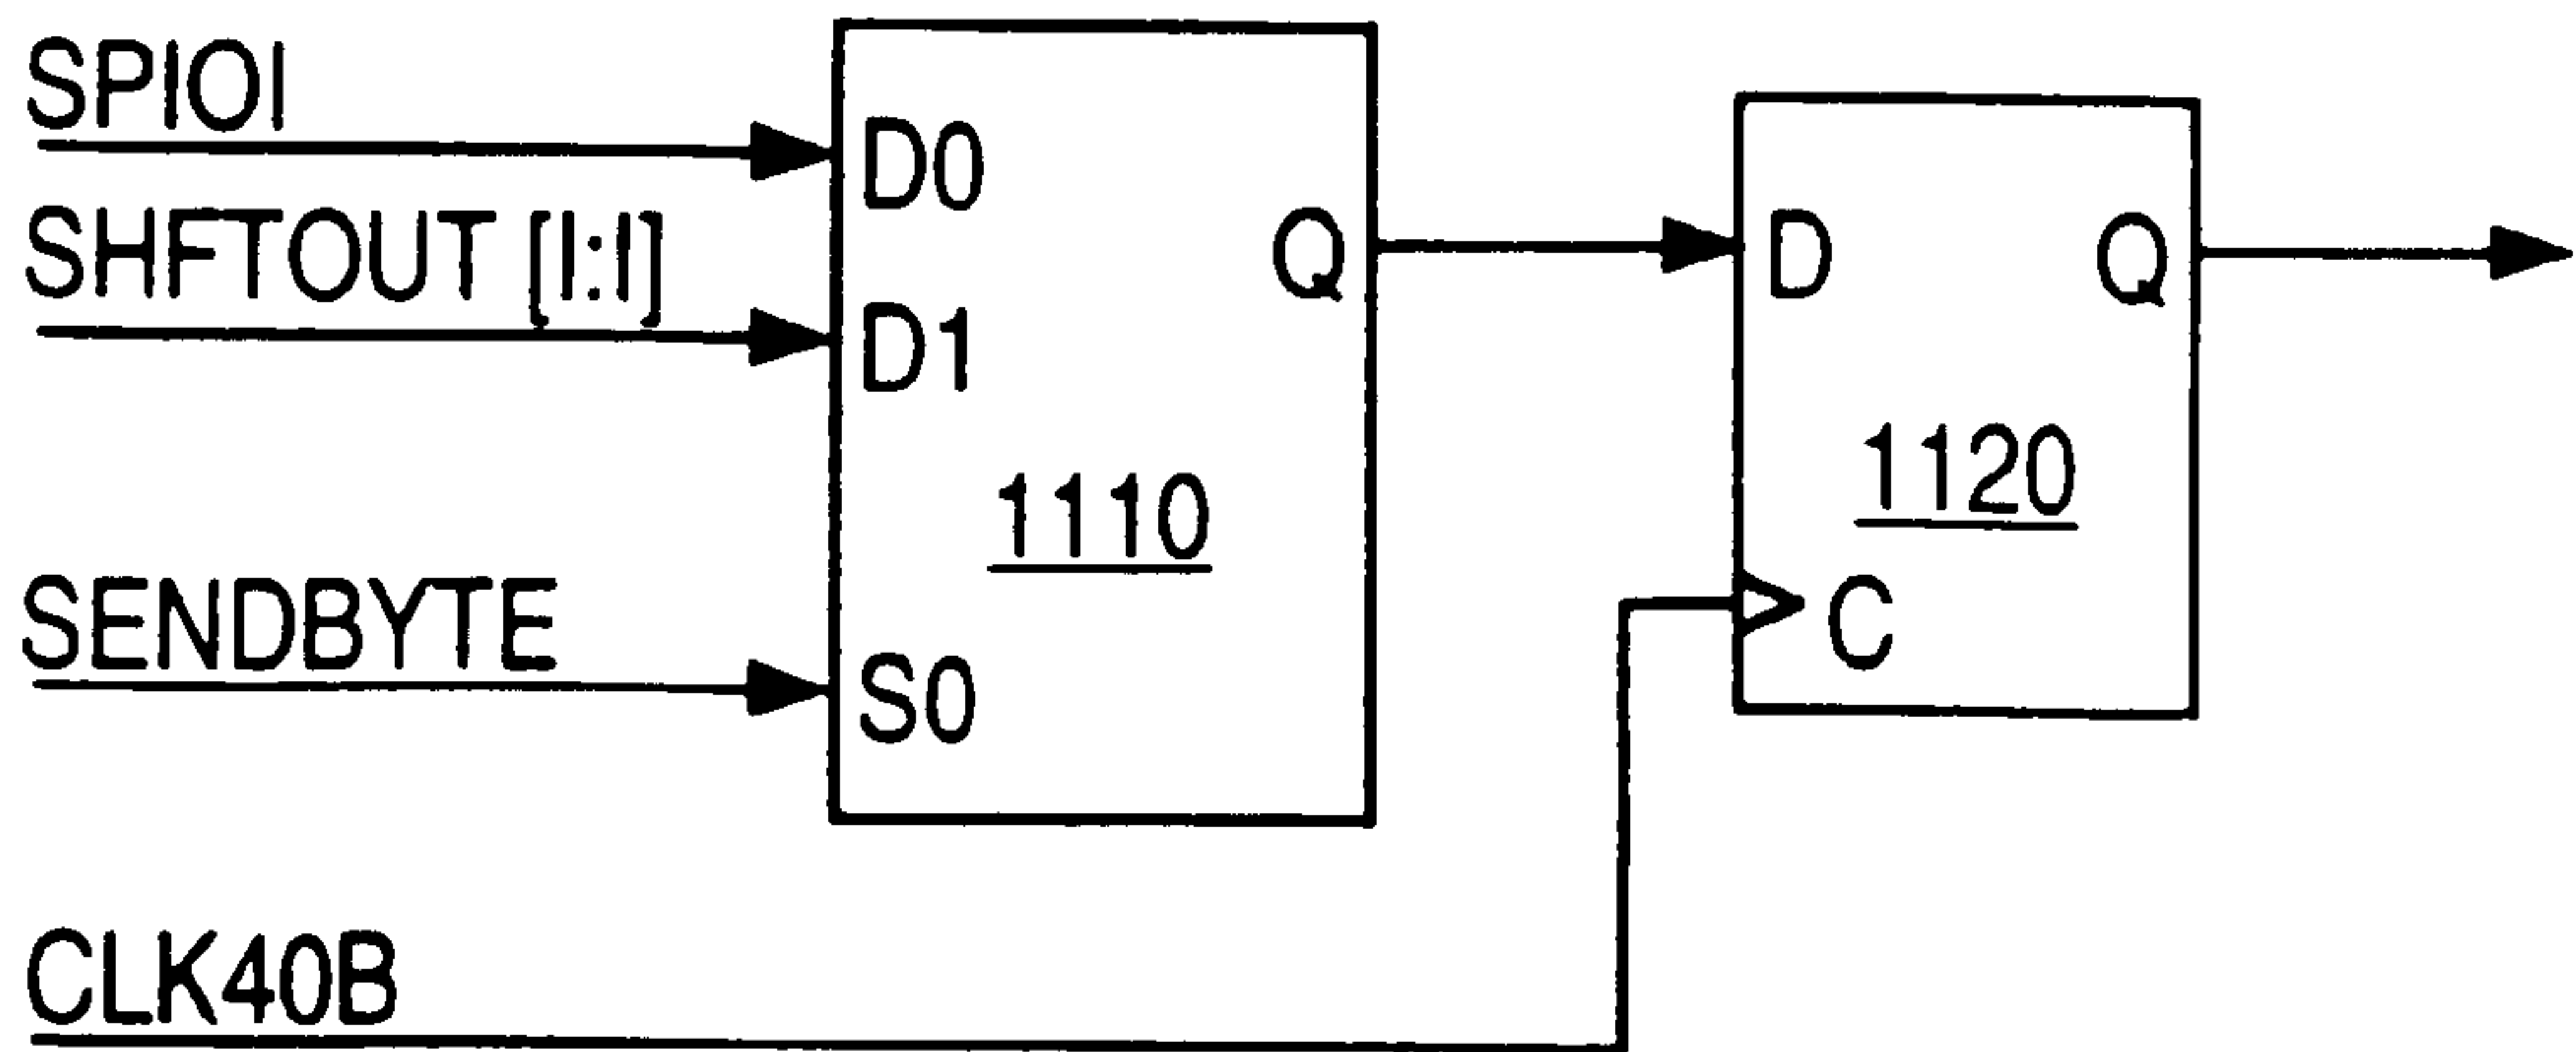 SPIOI
D0
SHFTOUT [I:I]
D1
Q
D
Q
1110
1120
SENDBYTE
S0
C
CLK40B